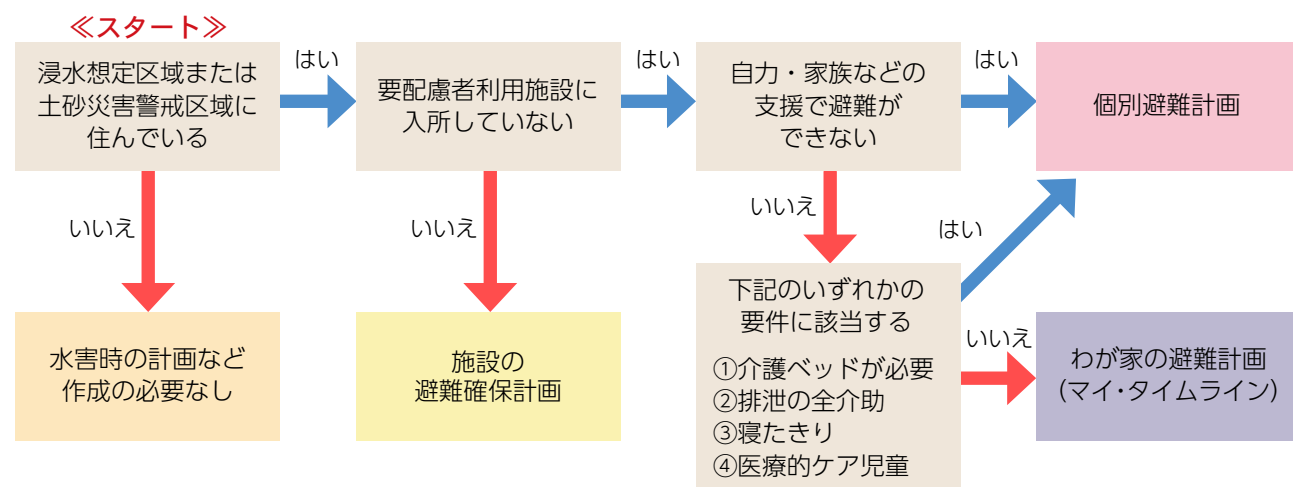 ≪スタート≫
浸水想定区域または
土砂災害警戒区域に
住んでいる
はい
要配慮者利用施設に
入所していない
はい
自力・家族などの
支援で避難が
できない
はい
個別避難計画
いいえ
いいえ
いいえ
はい
水害時の計画など
作成の必要なし
施設の
避難確保計画
下記のいずれかの
要件に該当する
①介護ベッドが必要
②排泄の全介助
③寝たきり
④医療的ケア児童
いいえ
わが家の避難計画
(マイ・タイムライン)